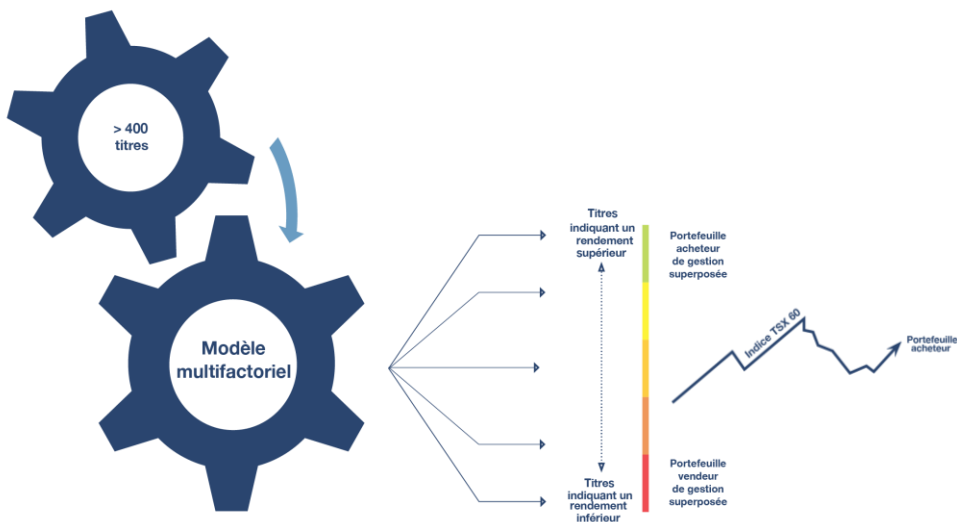 > 400
titres
Modèle
multifactoriel
Titres
indiquant un
rendement
supérieur
Titres
indiquant un
rendement
inférieur
Portefeuille
acheteur
de gestion
superposée
Portefeuille
vendeur
de gestion
superposée
Indice TSX 60
Portefeuille
acheteur